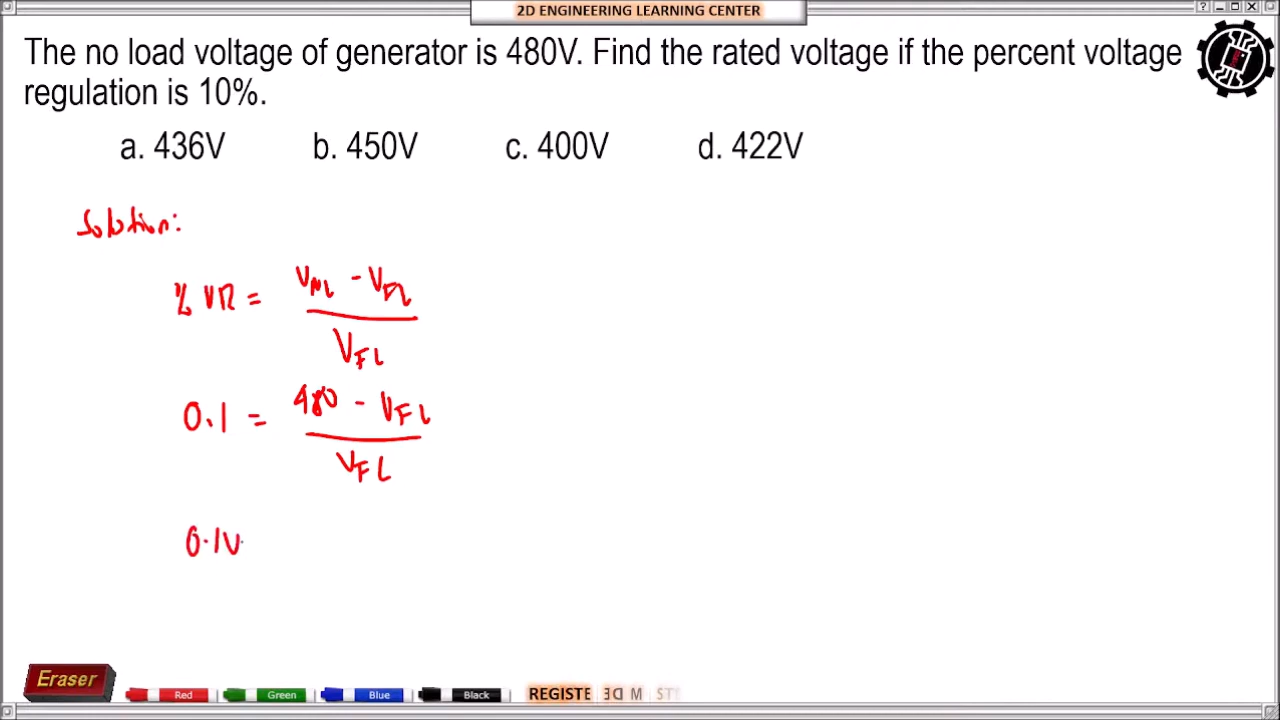 2D ENGINEERING LEARNING CENTER
The no load voltage of generator is 480V. Find the rated voltage if the percent voltage
regulation is 10%.
a. 436V b. 450V c. 400V d. 422V
Solution:
% VR = VNL - VFL
VFL
0.1 = 480 - VFL
VFL
0.1V
Eraser Red Green Blue Black REGISTE